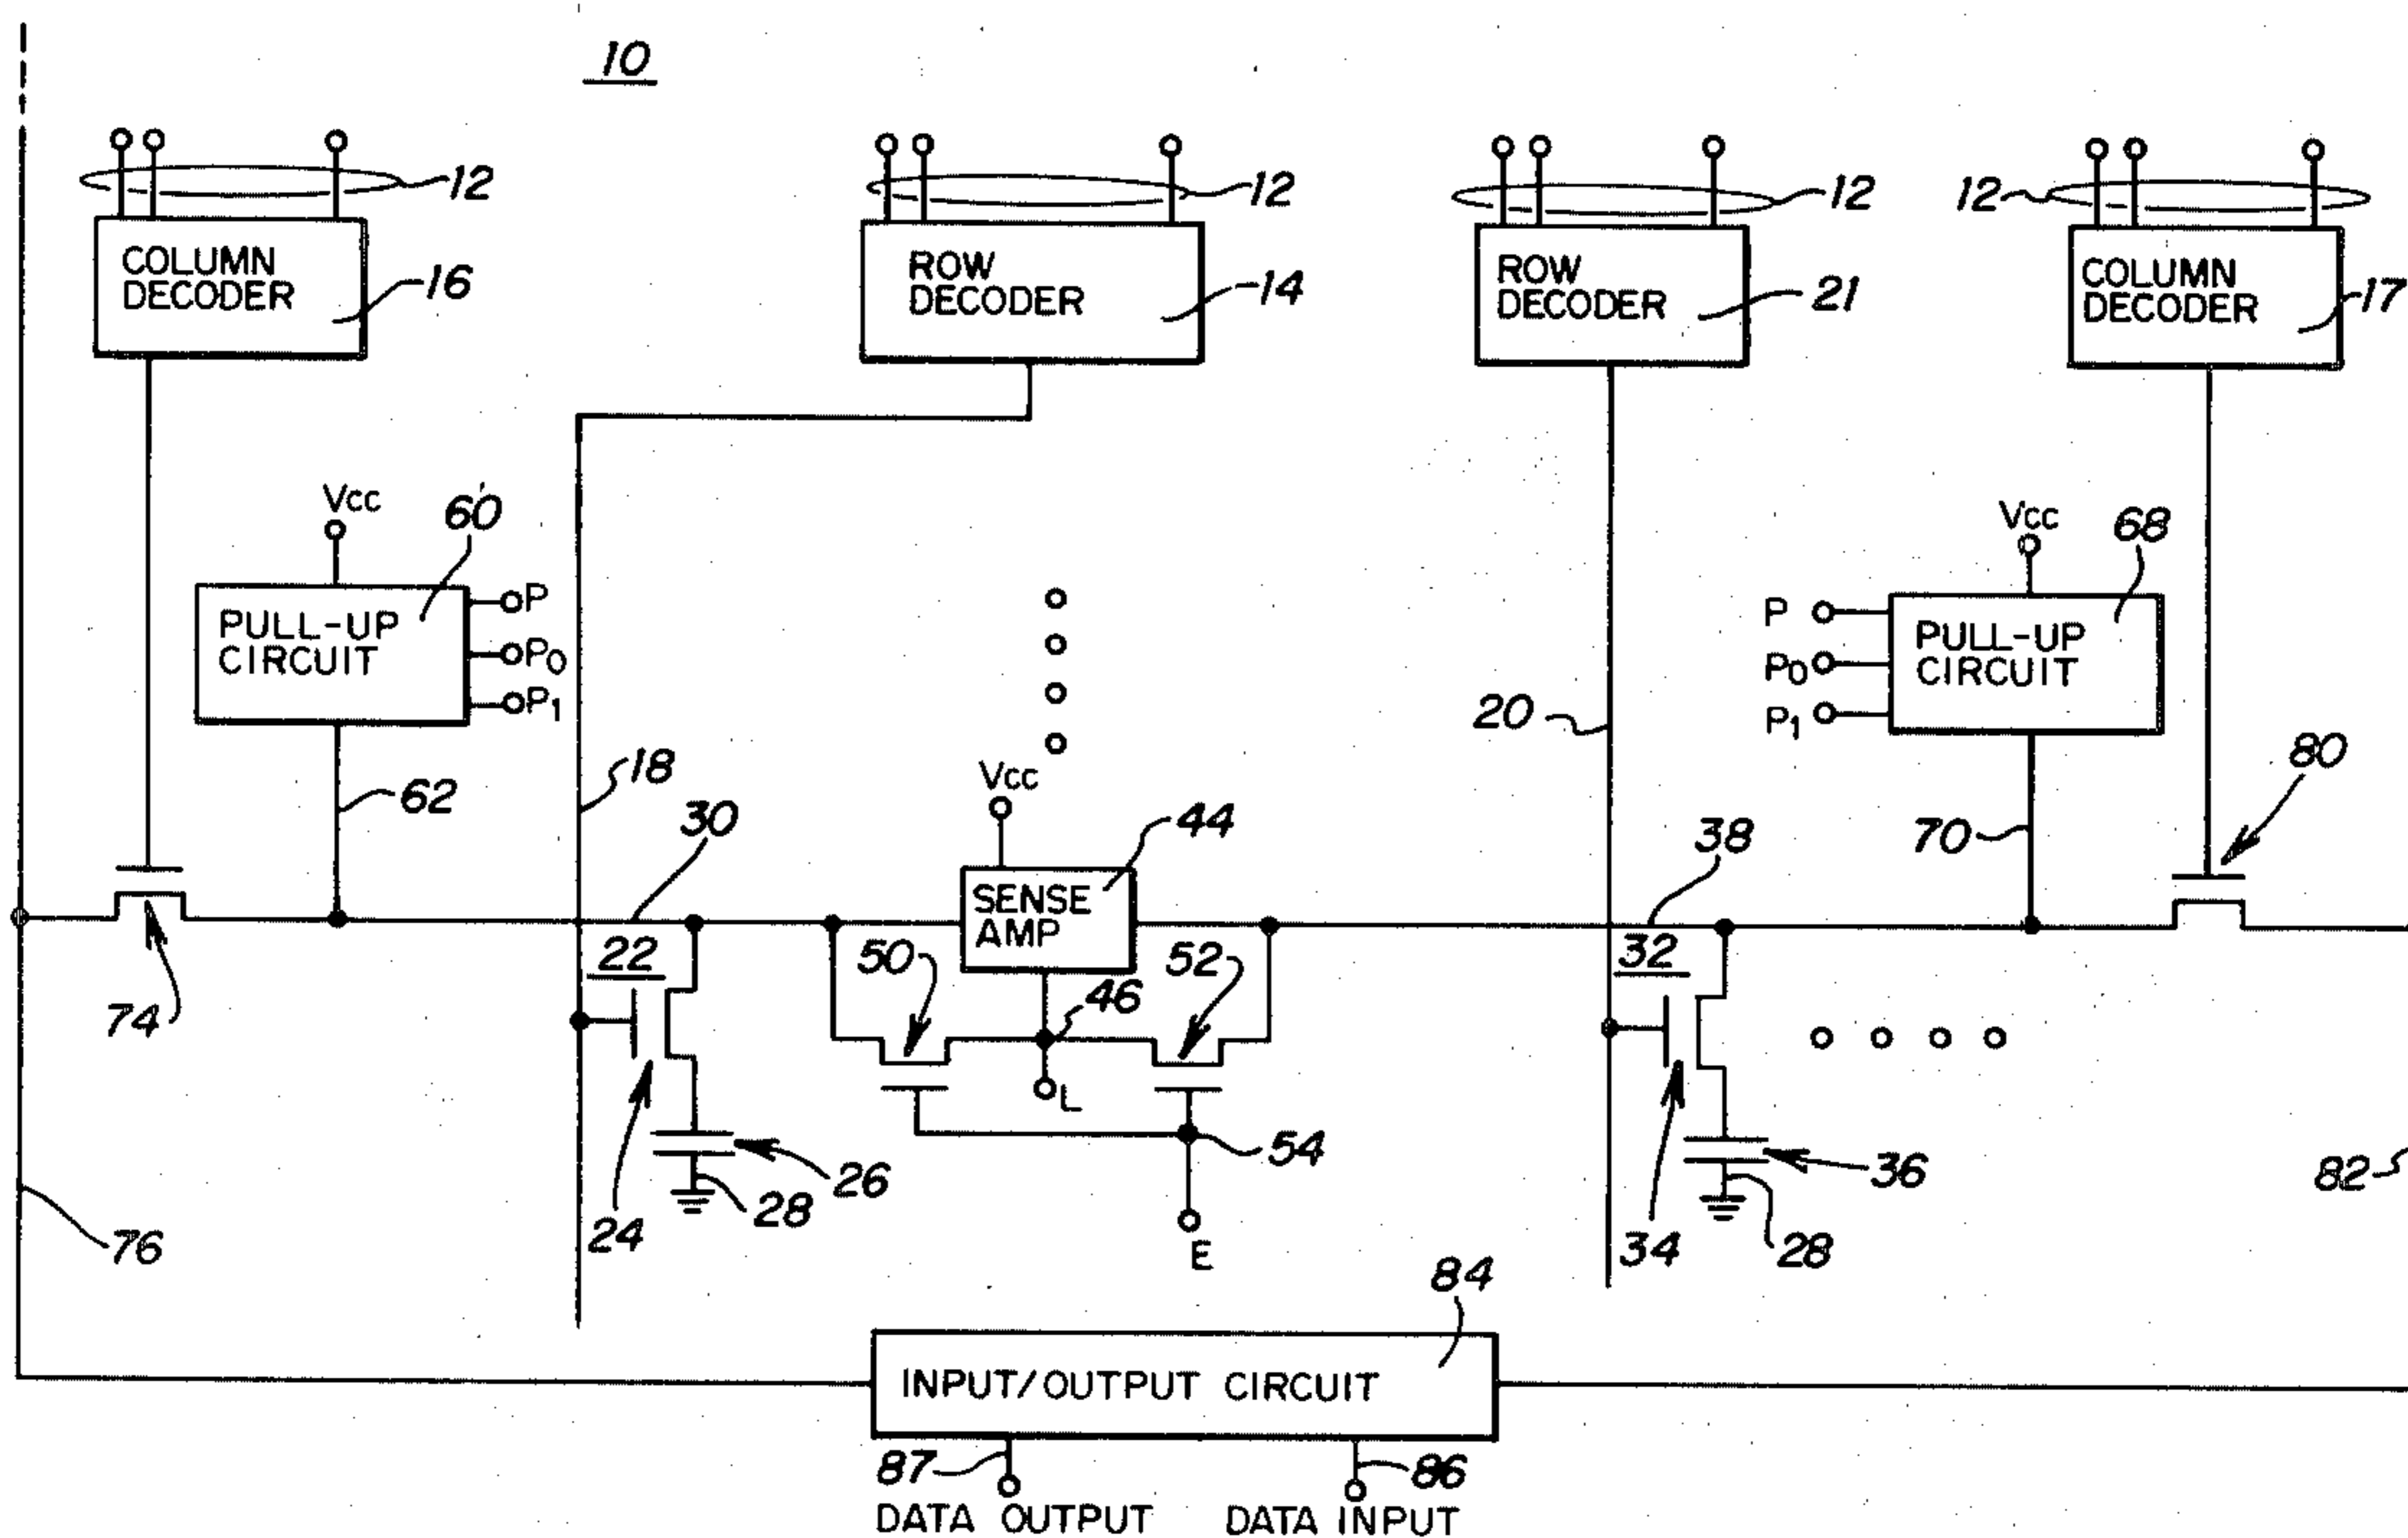 10
12
12
12
12
COLUMN
DECODER
16
ROW
DECODER
14
ROW
DECODER
21
COLUMN
DECODER
17
Vcc
60
PULL-UP
CIRCUIT
P
P0
P1
62
18
30
Vcc
44
SENSE
AMP
20
38
Vcc
68
P
P0
P1
PULL-UP
CIRCUIT
70
80
74
22
50
46
52
32
L
24
26
28
54
E
34
36
28
76
82
84
INPUT/OUTPUT CIRCUIT
87
86
DATA OUTPUT
DATA INPUT